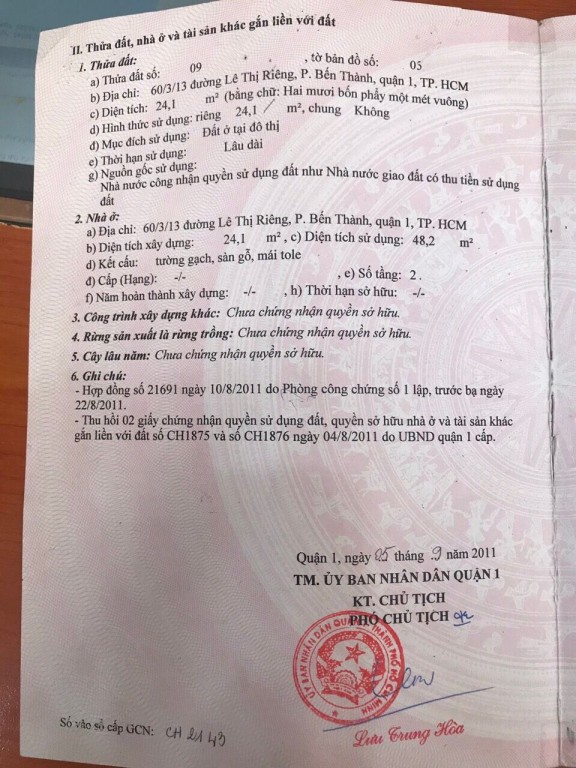 II. Thửa đất, nhà ở và tài sản khác gắn liền với đất
1. Thửa đất:
a) Thửa đất số: 09 , tờ bản đồ số: 05
b) Địa chỉ: 60/3/13 đường Lê Thị Riêng, P. Bến Thành, quận 1, TP. HCM
c) Diện tích: 24,1 m² (bằng chữ: Hai mươi bốn phẩy một mét vuông)
d) Hình thức sử dụng: riêng 24,1 m², chung Không
đ) Mục đích sử dụng: Đất ở tại đô thị
e) Thời hạn sử dụng: Lâu dài
g) Nguồn gốc sử dụng:
Nhà nước công nhận quyền sử dụng đất như Nhà nước giao đất có thu tiền sử dụng
đất
2. Nhà ở:
a) Địa chỉ: 60/3/13 đường Lê Thị Riêng, P. Bến Thành, quận 1, TP. HCM
b) Diện tích xây dựng: 24,1 m² , c) Diện tích sử dụng: 48,2 m²
d) Kết cấu: tường gạch, sàn gỗ, mái tole
đ) Cấp (Hạng): -/- , e) Số tầng: 2 .
f) Năm hoàn thành xây dựng: -/- , h) Thời hạn sở hữu: -/-
3. Công trình xây dựng khác: Chưa chứng nhận quyền sở hữu.
4. Rừng sản xuất là rừng trồng: Chưa chứng nhận quyền sở hữu.
5. Cây lâu năm: Chưa chứng nhận quyền sở hữu.
6. Ghi chú:
- Hợp đồng số 21691 ngày 10/8/2011 do Phòng công chứng số 1 lập, trước bạ ngày
22/8/2011.
- Thu hồi 02 giấy chứng nhận quyền sử dụng đất, quyền sở hữu nhà ở và tài sản khác
gắn liền với đất số CH1875 và số CH1876 ngày 04/8/2011 do UBND quận 1 cấp.
Quận 1, ngày 05 tháng 9 năm 2011
TM. ỦY BAN NHÂN DÂN QUẬN 1
KT. CHỦ TỊCH
PHÓ CHỦ TỊCH
ỦY BAN NHÂN DÂN QUẬN 1 THÀNH PHỐ HỒ CHÍ MINH
Lưu Trung Hòa
Số vào sổ cấp GCN: CH 2143